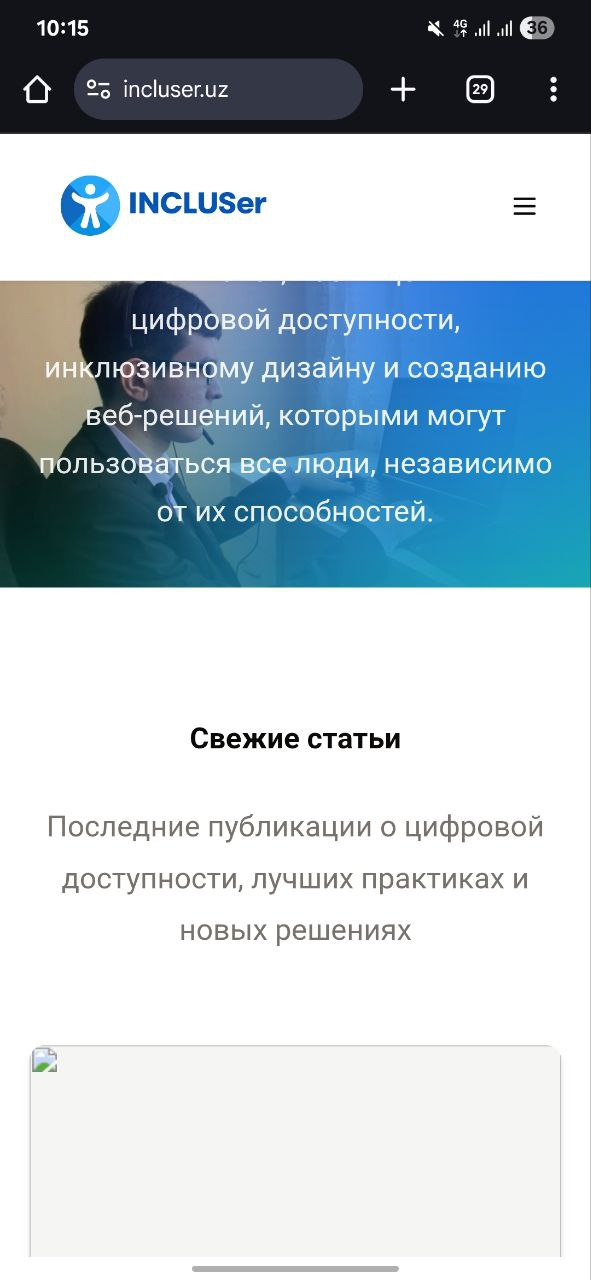 10:15
4G
36
incluser.uz
29
INCLUSer
цифровой доступности,
инклюзивному дизайну и созданию
веб-решений, которыми могут
пользоваться все люди, независимо
от их способностей.
Свежие статьи
Последние публикации о цифровой
доступности, лучших практиках и
новых решениях